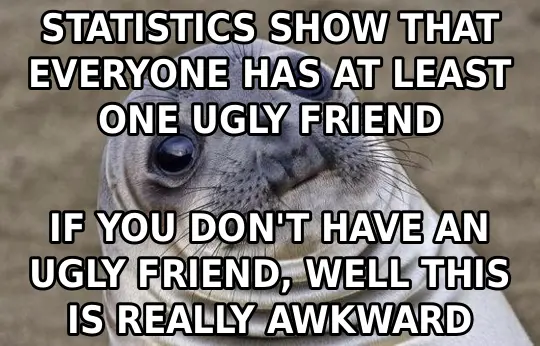 STATISTICS SHOW THAT
EVERYONE HAS AT LEAST
ONE UGLY FRIEND
IF YOU DON'T HAVE AN
UGLY FRIEND, WELL THIS
IS REALLY AWKWARD